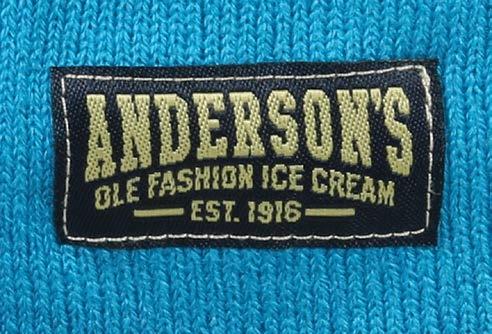 ANDERSON'S
OLE FASHION ICE CREAM
EST. 1916